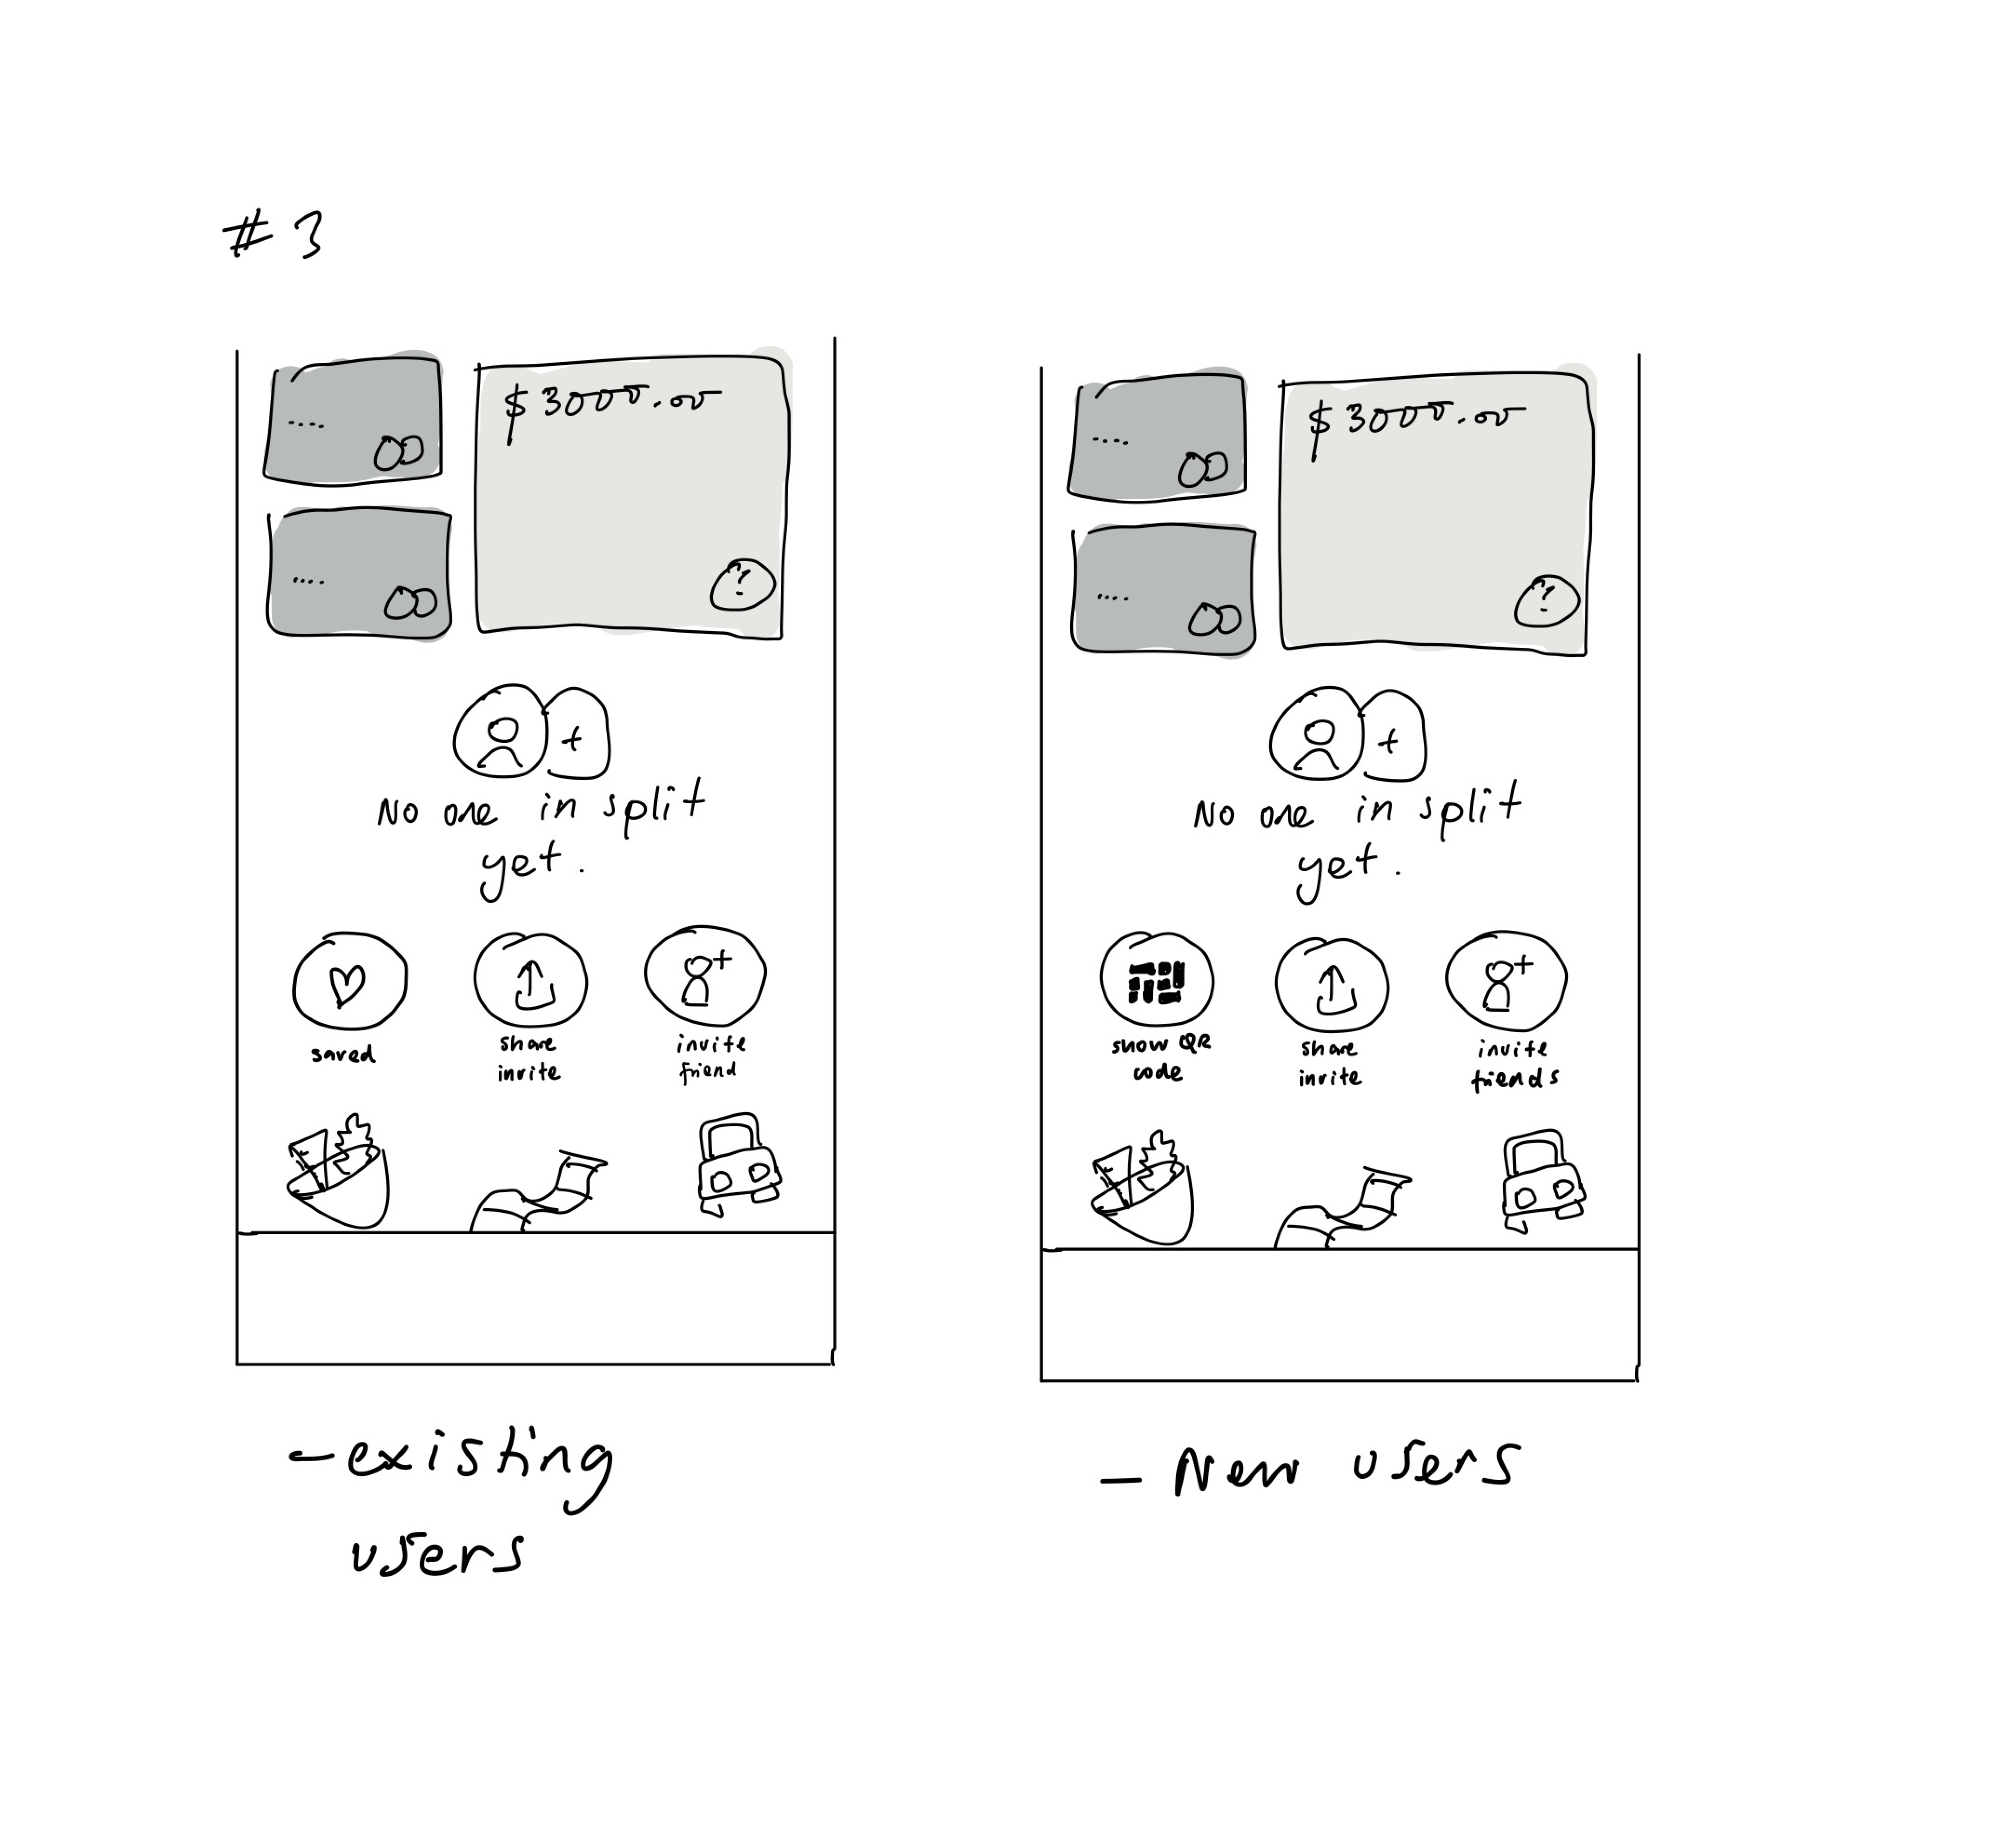 #3
....
$3000.00
....
?
+
No one in split
yet.
saved
share
invite
+
invite
friend
-existing
users
....
$3000.00
....
?
+
No one in split
yet.
show QR
code
share
invite
+
invite
friends
- New users